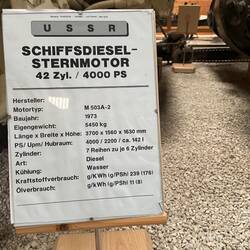 U S S R
SCHIFFSDIESEL-
STERNMOTOR
42 Zyl. / 4000 PS
Hersteller:
Motortyp: M 503A-2
Baujahr: 1973
Eigengewicht: 5450 kg
Länge x Breite x Höhe: 3700 x 1560 x 1630 mm
PS/ Upm/ Hubraum: 4000 / 2200 / ca. 142 l
Zylinder: 7 Reihen zu je 6 Zylinder
Art: Diesel
Kühlung: Wasser
Kraftstoffverbrauch: g/KWh (g/PSh) 239 (176)
Ölverbrauch: g/KWh (g/PSh) 11 (8)